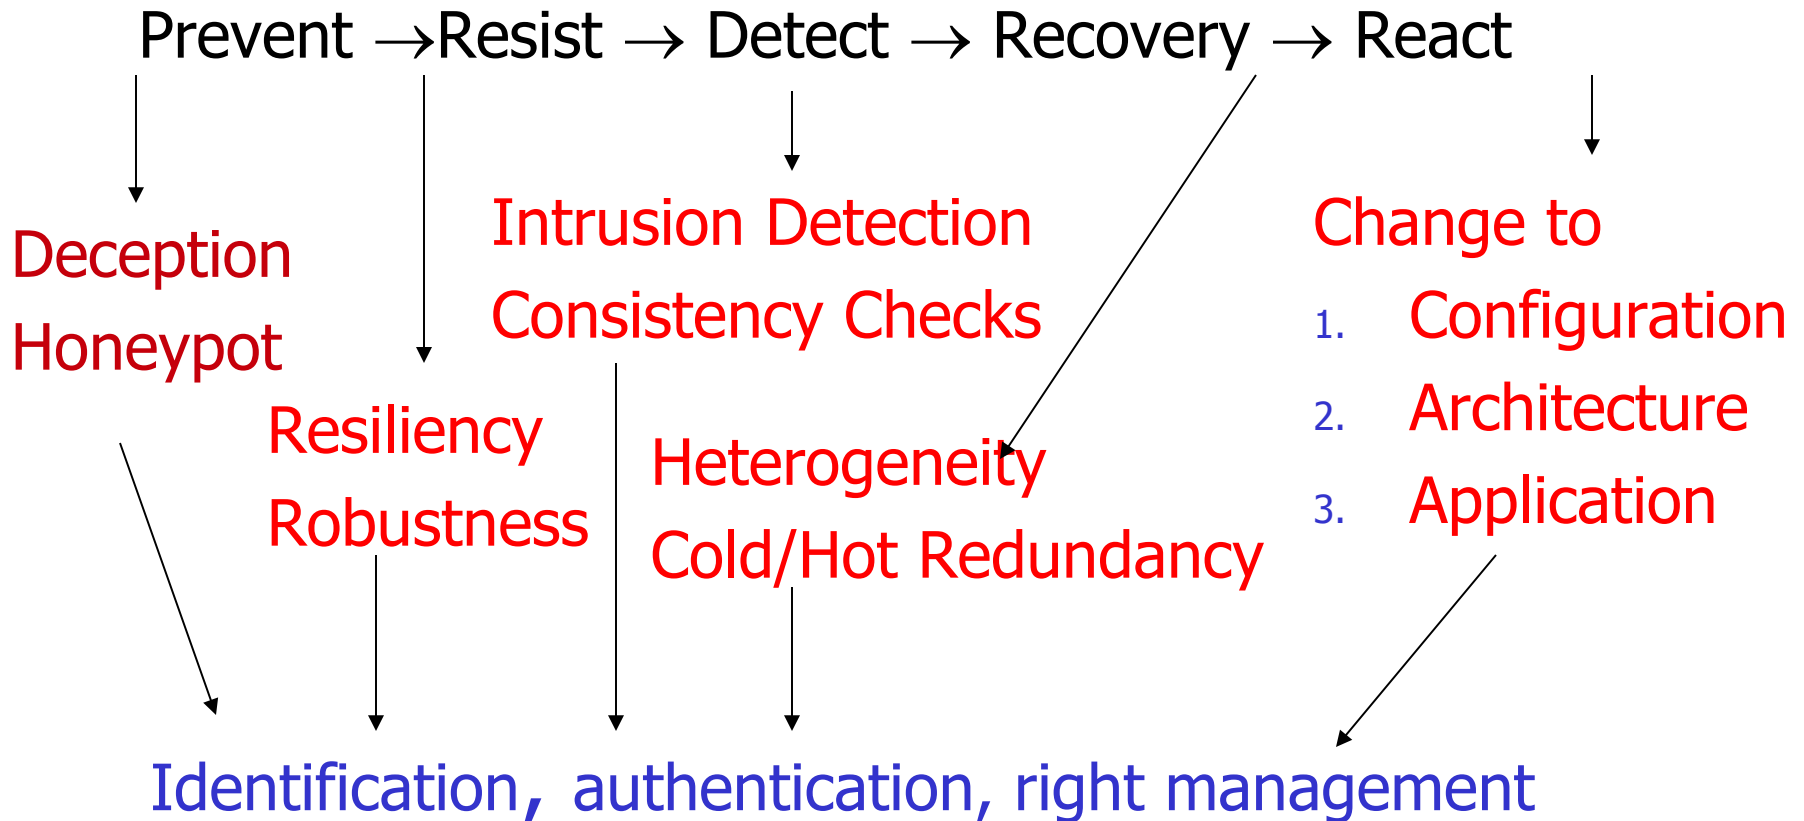 Prevent →Resist → Detect → Recovery → React
Deception
Honeypot
Resiliency
Robustness
Intrusion Detection
Consistency Checks
Heterogeneity
Cold/Hot Redundancy
Change to
1. Configuration
2. Architecture
3. Application
Identification, authentication, right management